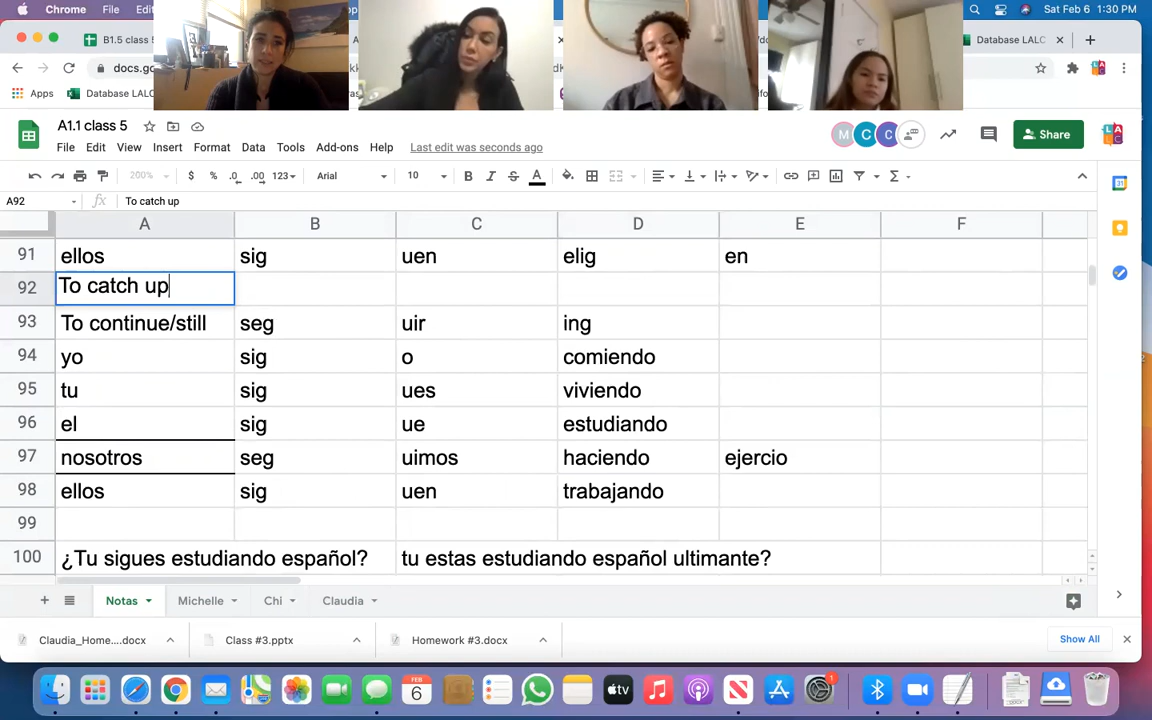 Chrome File Edit Sat Feb 6 1:30 PM
B1.5 class Database LALC
docs.go
Apps Database LALC
A1.1 class 5
File Edit View Insert Format Data Tools Add-ons Help Last edit was seconds ago
M C C Share
200% $ % .0 .00 123 Arial 10 B I S A
A92 fx To catch up
A B C D E F
91 ellos sig uen elig en
92 To catch up
93 To continue/still seg uir ing
94 yo sig o comiendo
95 tu sig ues viviendo
96 el sig ue estudiando
97 nosotros seg uimos haciendo ejercio
98 ellos sig uen trabajando
99
100 ¿Tu sigues estudiando español? tu estas estudiando español ultimante?
Notas Michelle Chi Claudia
Claudia_Home....docx Class #3.pptx Homework #3.docx Show All
FEB 6 tv 1